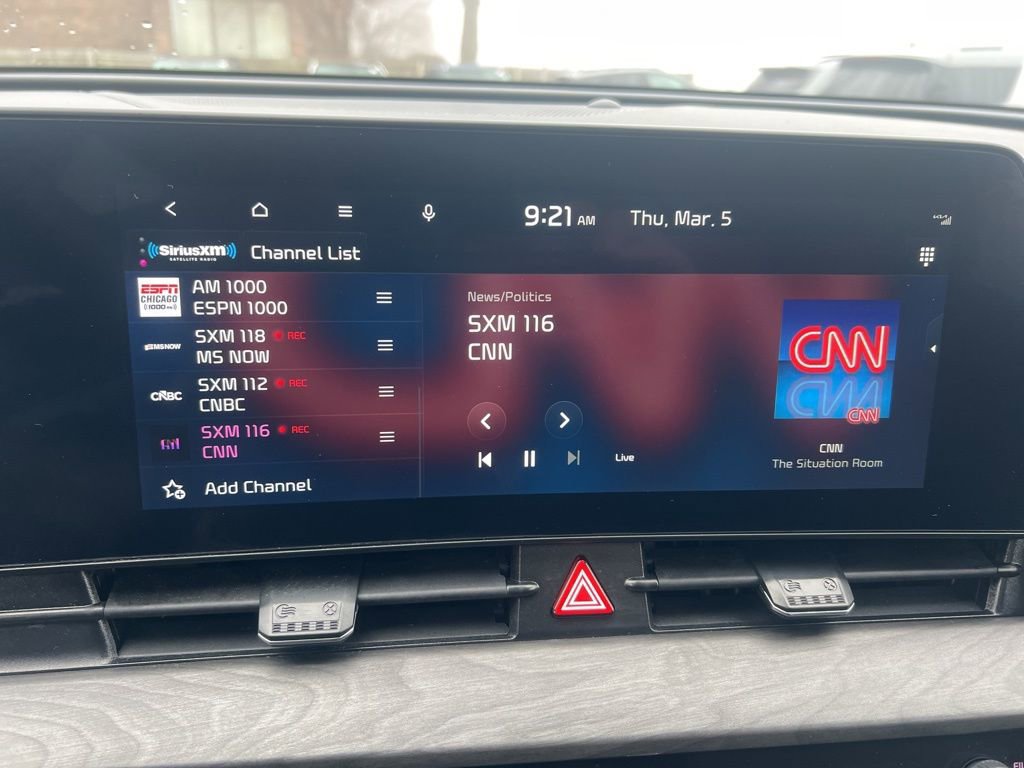 9:21 AM Thu, Mar. 5
SiriusXM
SATELLITE RADIO
Channel List
ESPN
CHICAGO
1000
AM 1000
ESPN 1000
MSNOW
SXM 118 REC
MS NOW
CNBC
SXM 112 REC
CNBC
SXM 116 REC
CNN
Add Channel
News/Politics
SXM 116
CNN
Live
CNN
CNN
CNN
CNN
The Situation Room